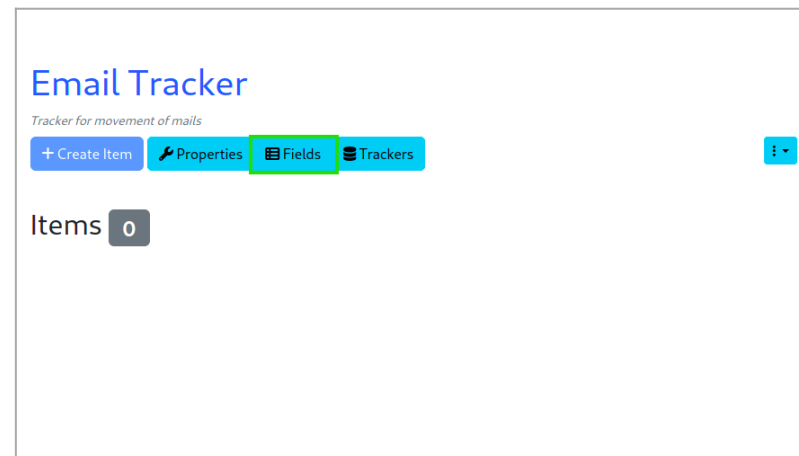 Email Tracker
Tracker for movement of mails
+ Create Item Properties Fields Trackers
Items 0